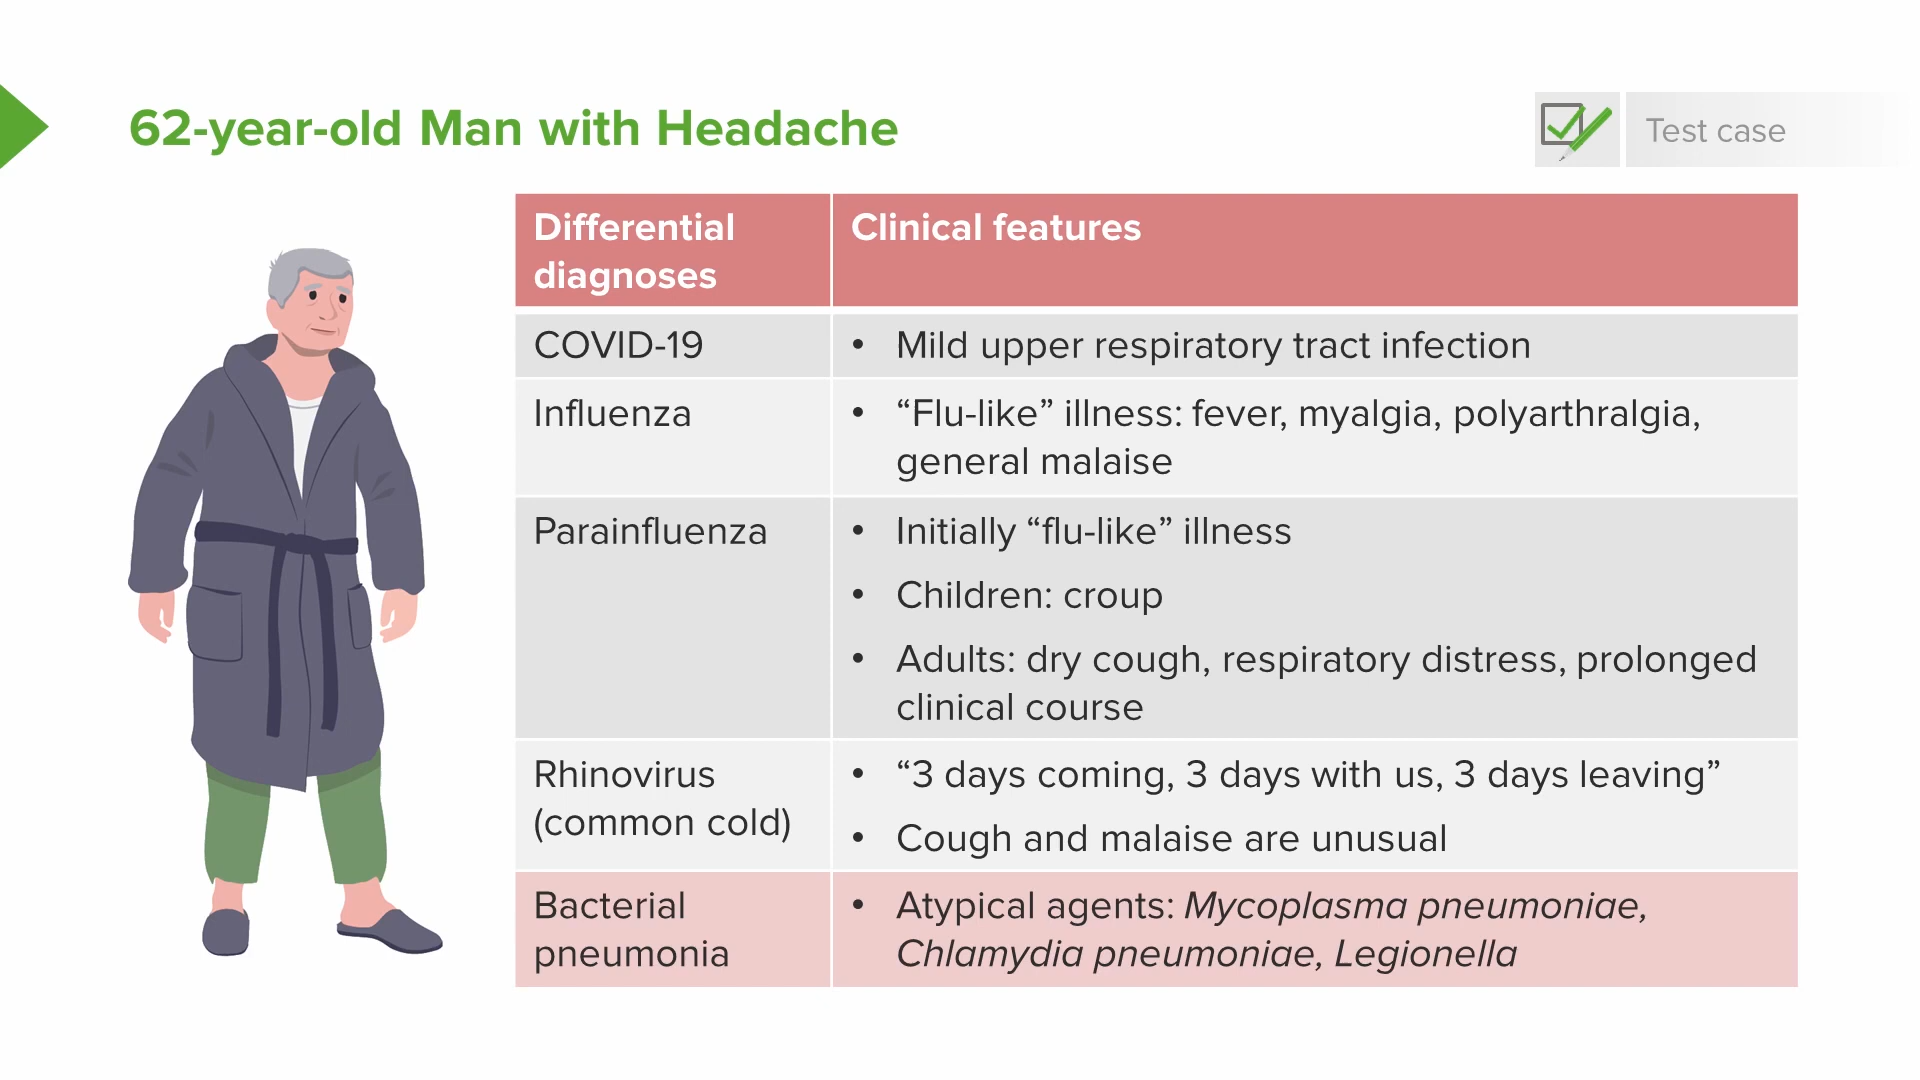 62-year-old Man with Headache
Test case
Differential
diagnoses
Clinical features
COVID-19
• Mild upper respiratory tract infection
Influenza
• “Flu-like” illness: fever, myalgia, polyarthralgia,
general malaise
Parainfluenza
• Initially “flu-like” illness
• Children: croup
• Adults: dry cough, respiratory distress, prolonged
clinical course
Rhinovirus
(common cold)
• “3 days coming, 3 days with us, 3 days leaving”
• Cough and malaise are unusual
Bacterial
pneumonia
• Atypical agents: Mycoplasma pneumoniae,
Chlamydia pneumoniae, Legionella